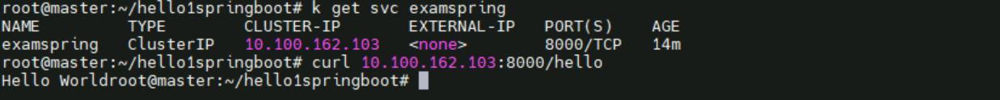 root@master:~/hello1springboot# k get svc examspring
NAME         TYPE        CLUSTER-IP       EXTERNAL-IP   PORT(S)    AGE
examspring   ClusterIP   10.100.162.103   <none>        8000/TCP   14m
root@master:~/hello1springboot# curl 10.100.162.103:8000/hello
Hello Worldroot@master:~/hello1springboot#